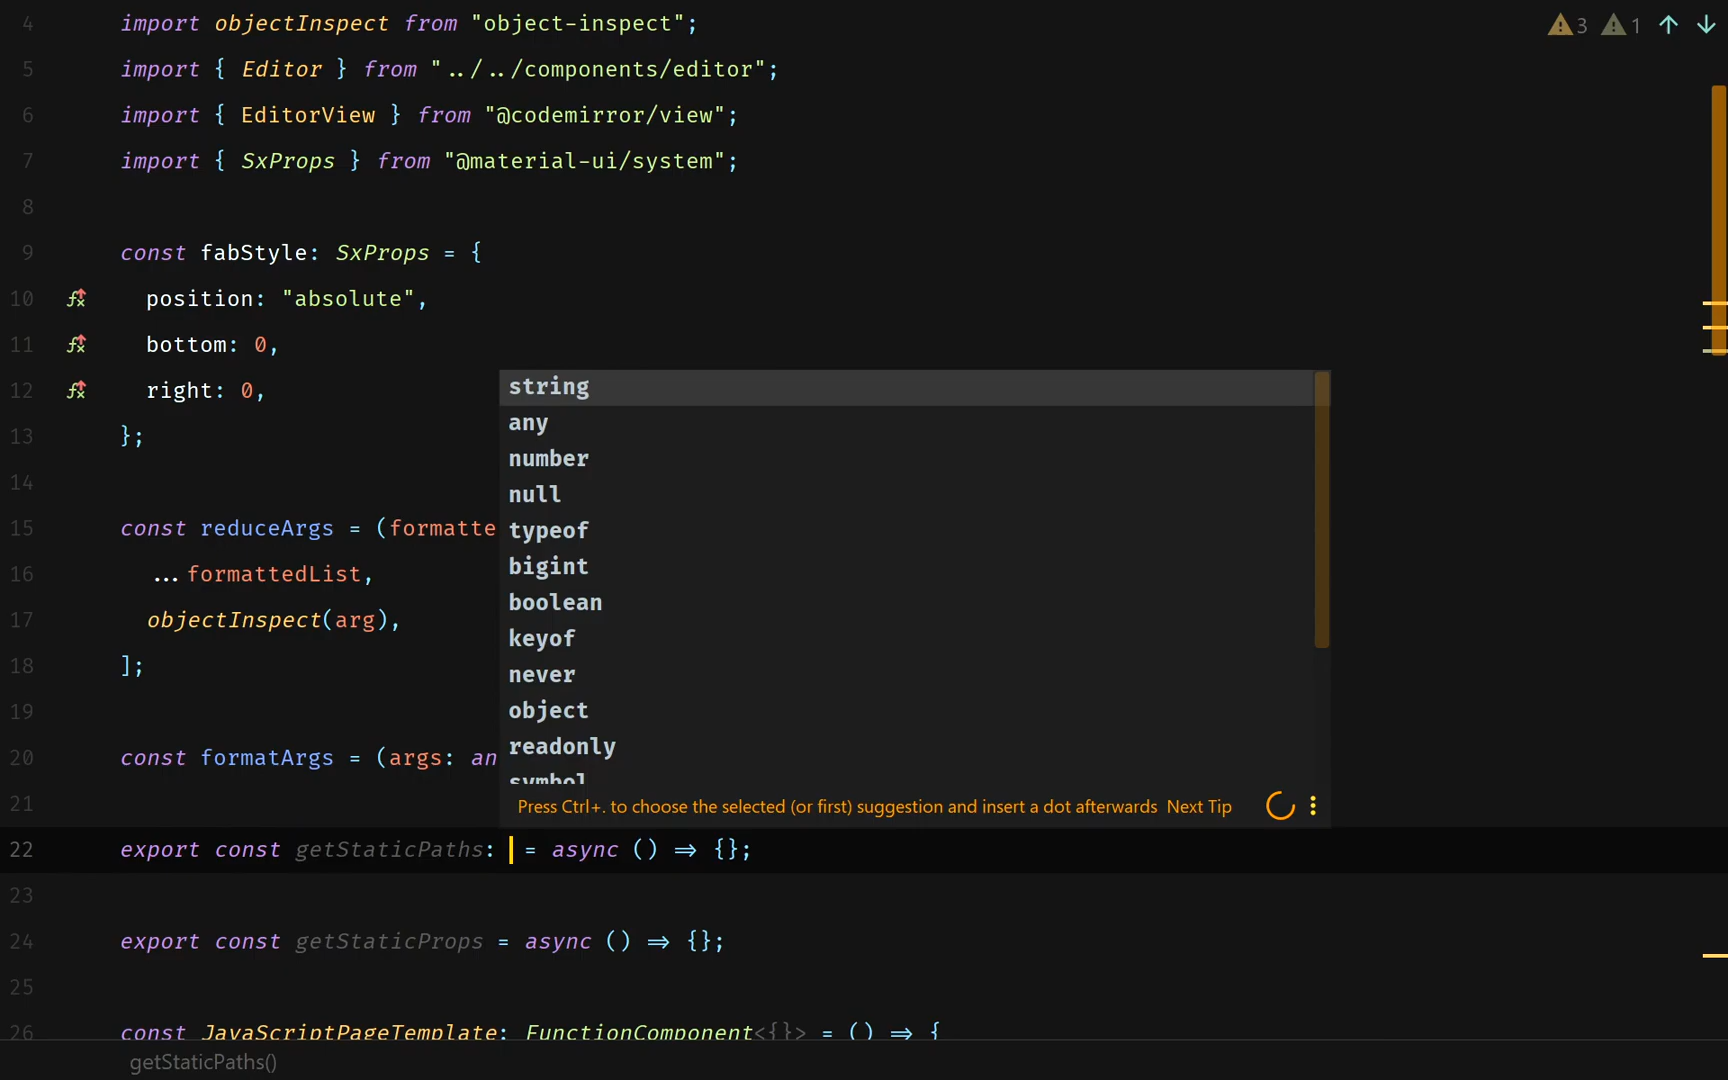 4 import objectInspect from "object-inspect";
3 1
5 import { Editor } from "../../components/editor";
6 import { EditorView } from "@codemirror/view";
7 import { SxProps } from "@material-ui/system";
8
9 const fabStyle: SxProps = {
10 position: "absolute",
11 bottom: 0,
12 right: 0,
13 };
14
15 const reduceArgs = (formatte
16 ...formattedList,
17 objectInspect(arg),
18 ];
19
20 const formatArgs = (args: an
21
string
any
number
null
typeof
bigint
boolean
keyof
never
object
readonly
symbol
Press Ctrl+. to choose the selected (or first) suggestion and insert a dot afterwards Next Tip
22 export const getStaticPaths: = async () => {};
23
24 export const getStaticProps = async () => {};
25
26 const JavaScriptPageTemplate: FunctionComponent<{}> = () => {
getStaticPaths()